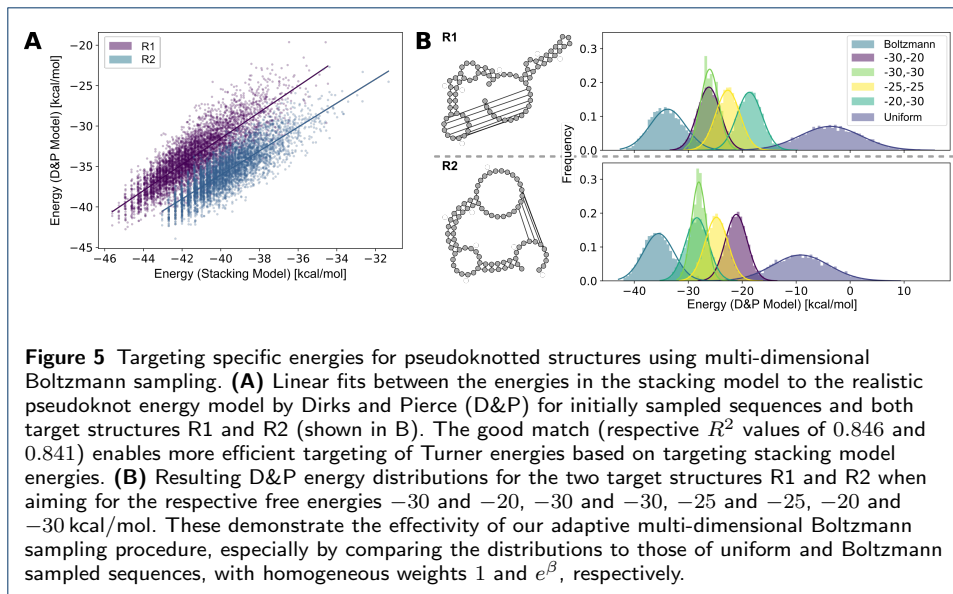 A
R1
R2
Energy (D&P Model) [kcal/mol]
−20
−25
−30
−35
−40
−45
−46 −44 −42 −40 −38 −36 −34 −32
Energy (Stacking Model) [kcal/mol]
B
R1
R2
Frequency
0.3
0.2
0.1
0.0
Boltzmann
-30,-20
-30,-30
-25,-25
-20,-30
Uniform
0.3
0.2
0.1
0.0
−40 −30 −20 −10 0 10
Energy (D&P Model) [kcal/mol]
Figure 5 Targeting specific energies for pseudoknotted structures using multi-dimensional
Boltzmann sampling. (A) Linear fits between the energies in the stacking model to the realistic
pseudoknot energy model by Dirks and Pierce (D&P) for initially sampled sequences and both
target structures R1 and R2 (shown in B). The good match (respective R² values of 0.846 and
0.841) enables more efficient targeting of Turner energies based on targeting stacking model
energies. (B) Resulting D&P energy distributions for the two target structures R1 and R2 when
aiming for the respective free energies −30 and −20, −30 and −30, −25 and −25, −20 and
−30 kcal/mol. These demonstrate the effectivity of our adaptive multi-dimensional Boltzmann
sampling procedure, especially by comparing the distributions to those of uniform and Boltzmann
sampled sequences, with homogeneous weights 1 and e^β, respectively.